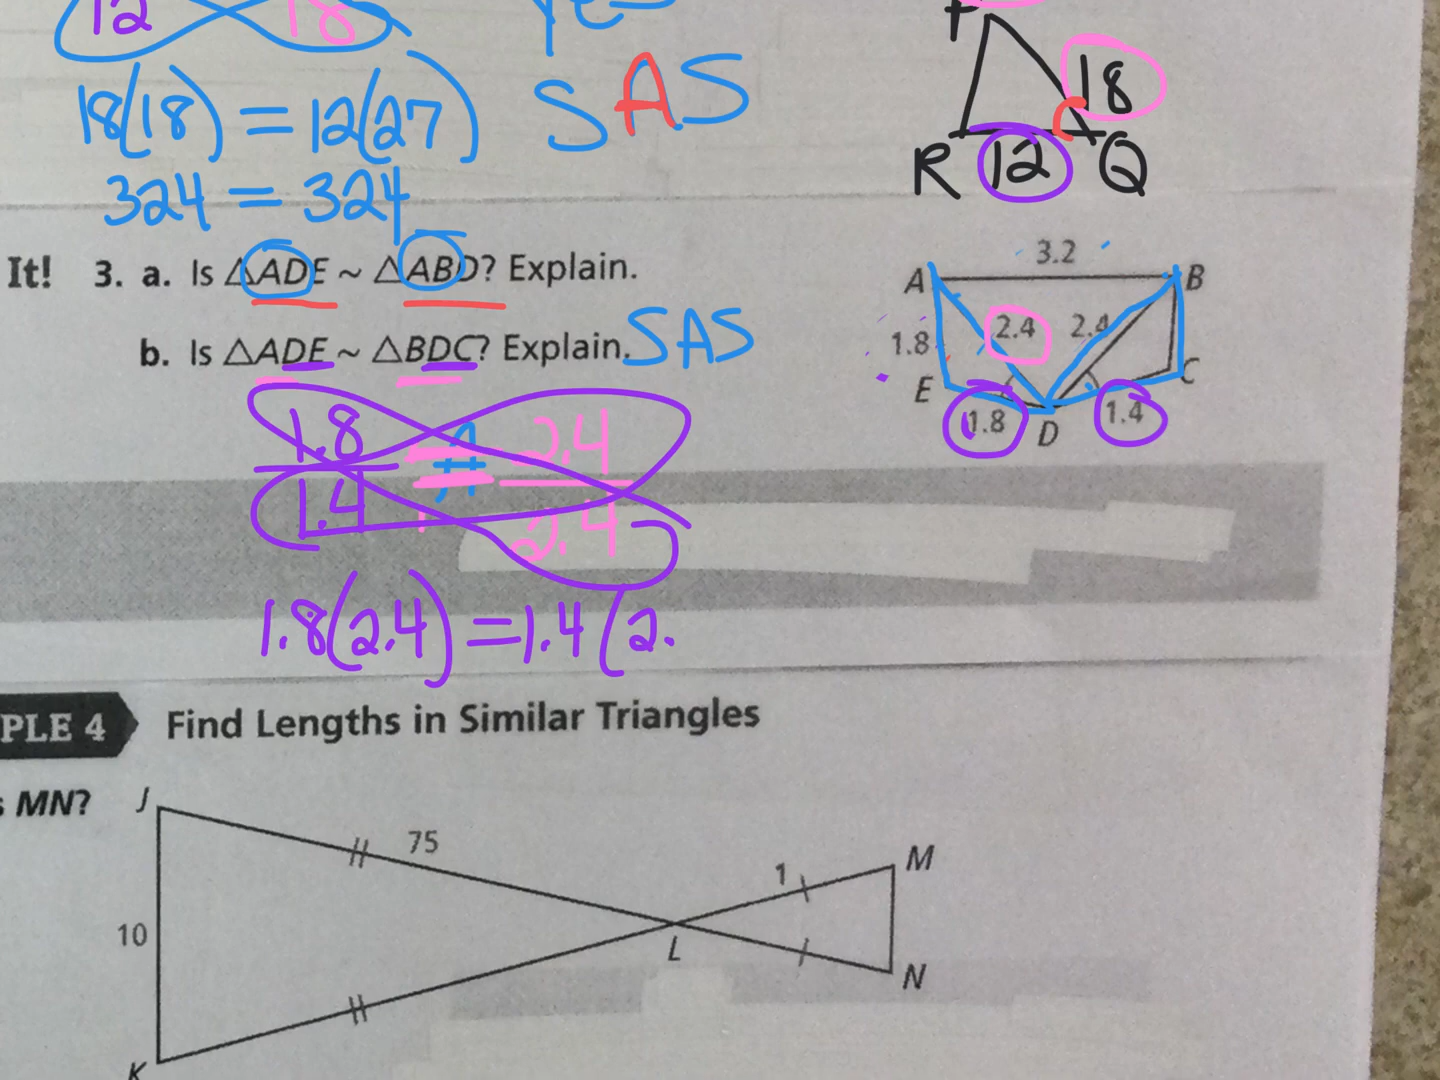 12 18
P
18
R 12 Q
18(18) = 12(27) SAS
324 = 324
It! 3. a. Is △ADE ~ △ABD? Explain.
b. Is △ADE ~ △BDC? Explain. SAS
3.2
A B
1.8 2.4 2.4
E C
1.8 D 1.4
1.8 2.4
1.4 2.4
1.8(2.4) = 1.4(2.
PLE 4 Find Lengths in Similar Triangles
s MN? J
75
1 M
10
L
N
K